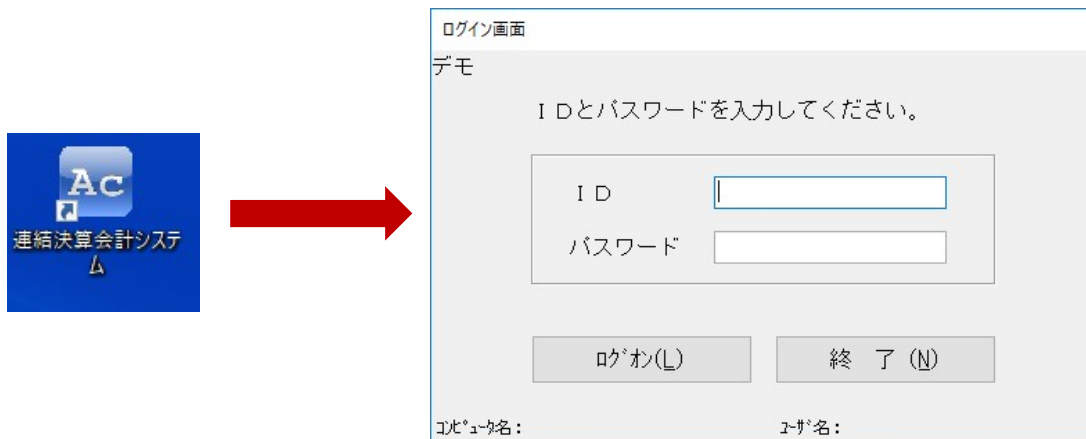 Ac
連結決算会計システ
ム
ログイン画面
デモ
ＩＤとパスワードを入力してください。
ＩＤ
パスワード
ﾛｸﾞｵﾝ(L)
終　了 (N)
ｺﾝﾋﾟｭｰﾀ名：
ﾕｰｻﾞ名：